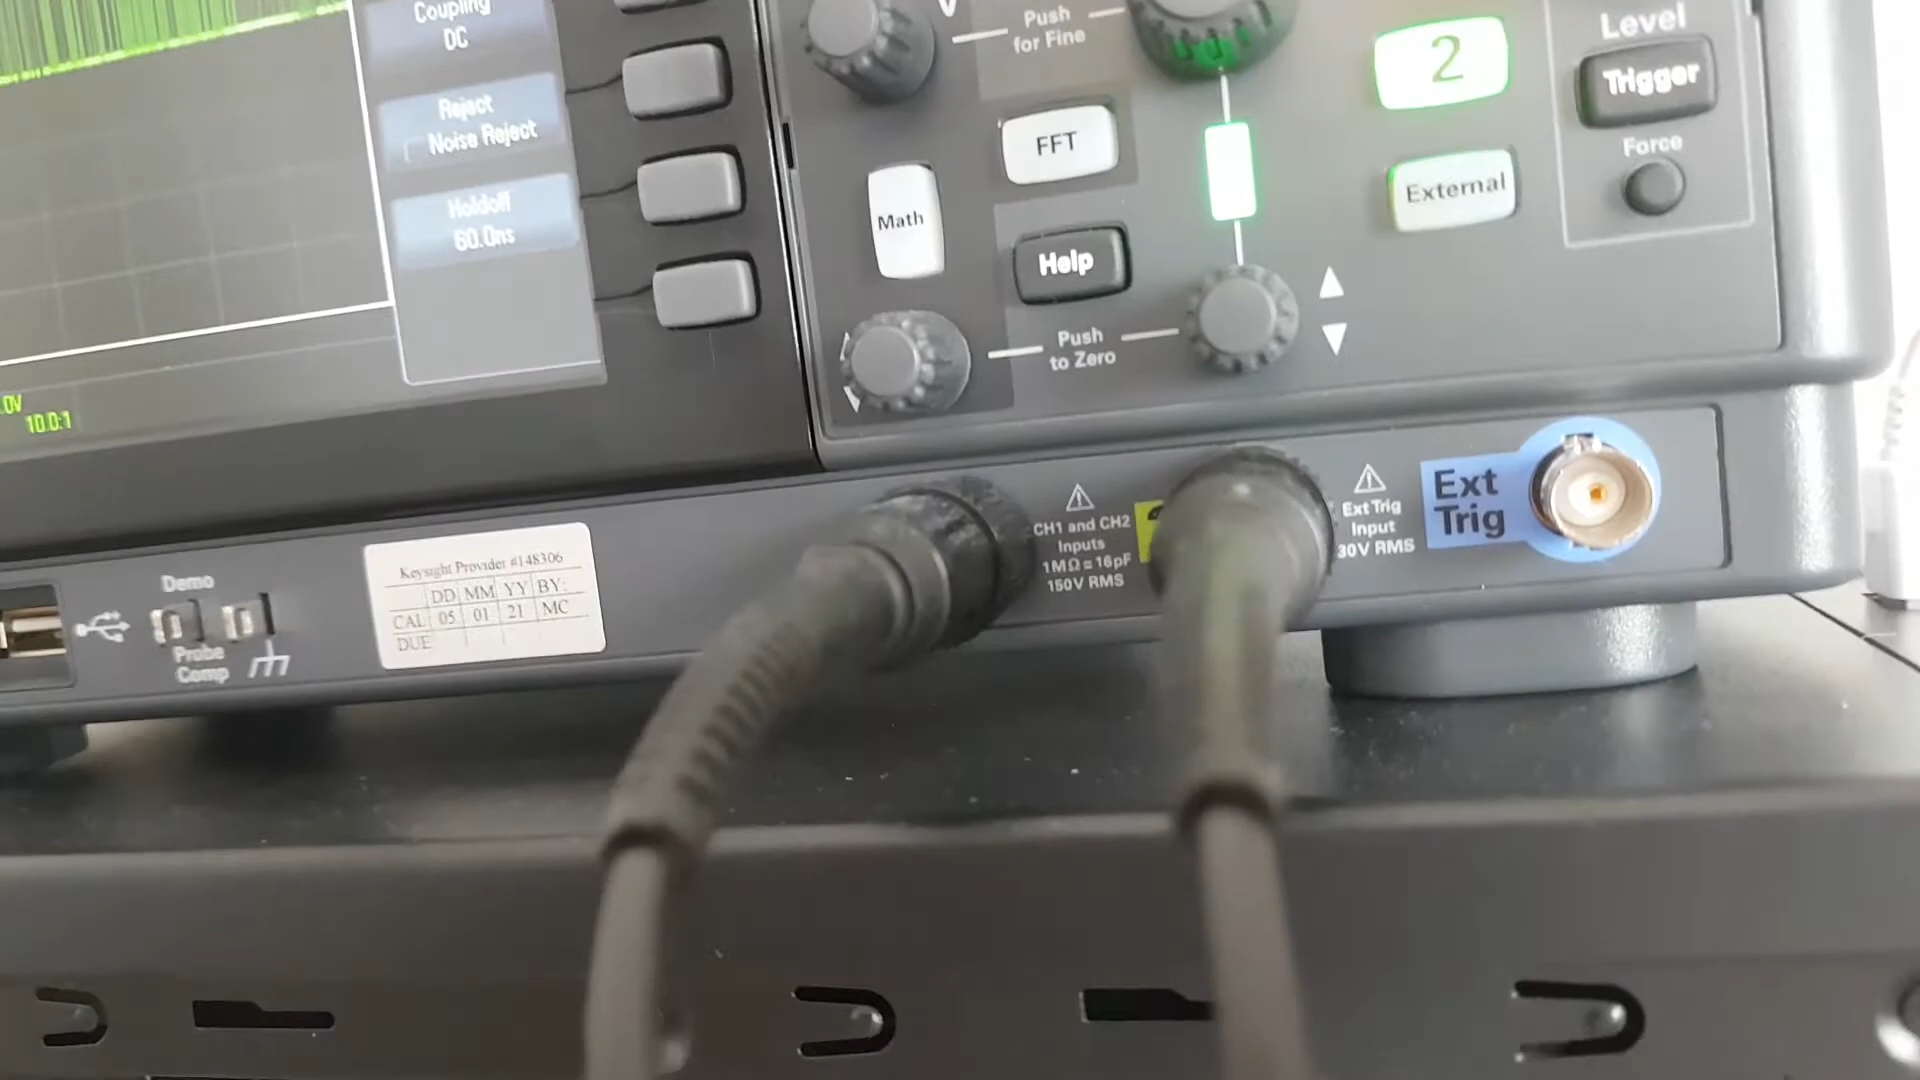 Coupling
DC
Reject
Noise Reject
Holdoff
60.0ns
.0V
10.0:1
Push
for Fine
FFT
Math
Help
Push
to Zero
2
External
Level
Trigger
Force
Demo
Probe
Comp
Keysight Provider #148306
DD MM YY BY:
CAL 05 01 21 MC
DUE
CH1 and CH2
Inputs
1MΩ = 16pF
150V RMS
Ext Trig
Input
30V RMS
Ext
Trig